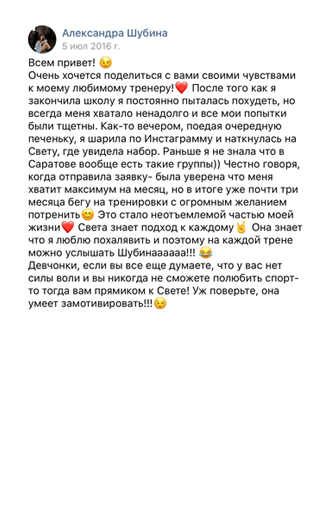 Александра Шубина
5 июл 2016 г.
Всем привет! 😉
Очень хочется поделиться с вами своими чувствами
к моему любимому тренеру!❤️ После того как я
закончила школу я постоянно пыталась похудеть, но
всегда меня хватало ненадолго и все мои попытки
были тщетны. Как-то вечером, поедая очередную
печеньку, я шарила по Инстаграмму и наткнулась на
Свету, где увидела набор. Раньше я не знала что в
Саратове вообще есть такие группы)) Честно говоря,
когда отправила заявку- была уверена что меня
хватит максимум на месяц, но в итоге уже почти три
месяца бегу на тренировки с огромным желанием
потренить😊 Это стало неотъемлемой частью моей
жизни❤️ Света знает подход к каждому🤘 Она знает
что я люблю похалявить и поэтому на каждой трене
можно услышать Шубинаааааа!!! 😂
Девчонки, если вы все еще думаете, что у вас нет
силы воли и вы никогда не сможете полюбить спорт-
то тогда вам прямиком к Свете! Уж поверьте, она
умеет замотивировать!!!😉